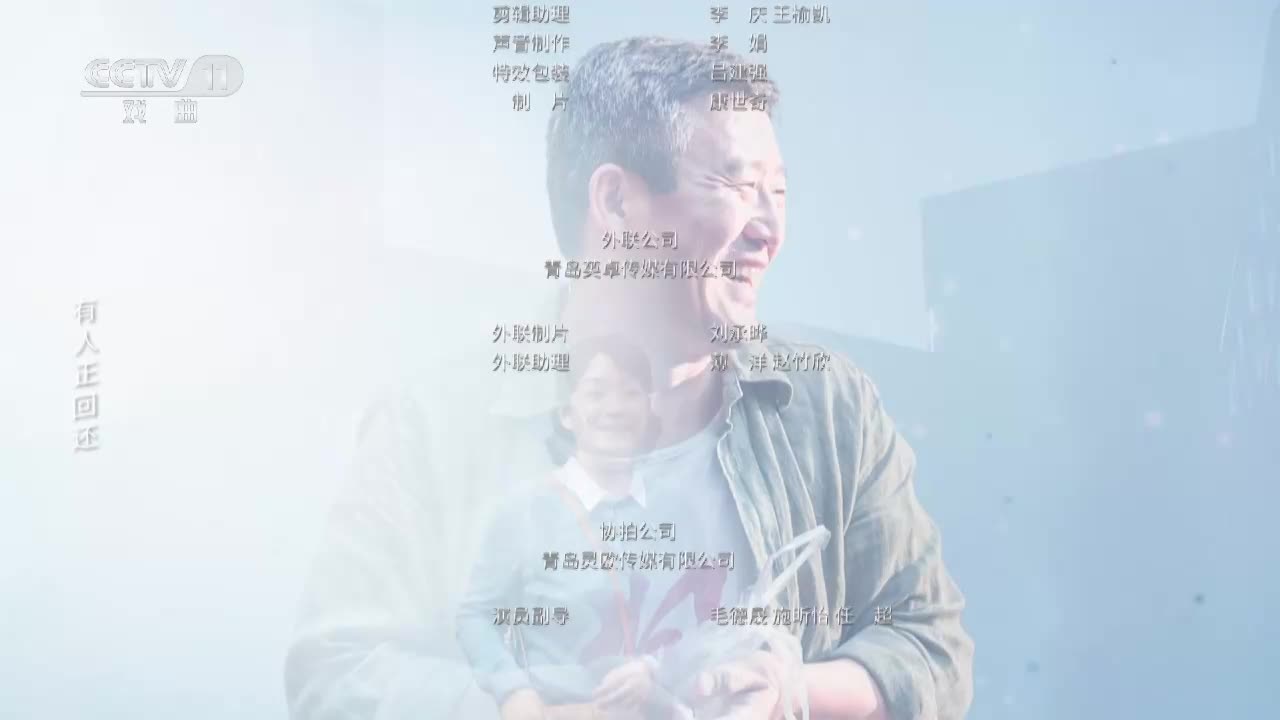 剪辑助理 李 庆 王榆凯
声音制作 李 娟
特效包装 吕建强
制 片 康世奇
CCTV 11
戏 曲
外联公司
青岛英卓传媒有限公司
有人正回还
外联制片 刘承晔
外联助理 薄 洋 赵竹欣
协拍公司
青岛灵骏传媒有限公司
演员副导 毛德晟 施昕怡 任 超